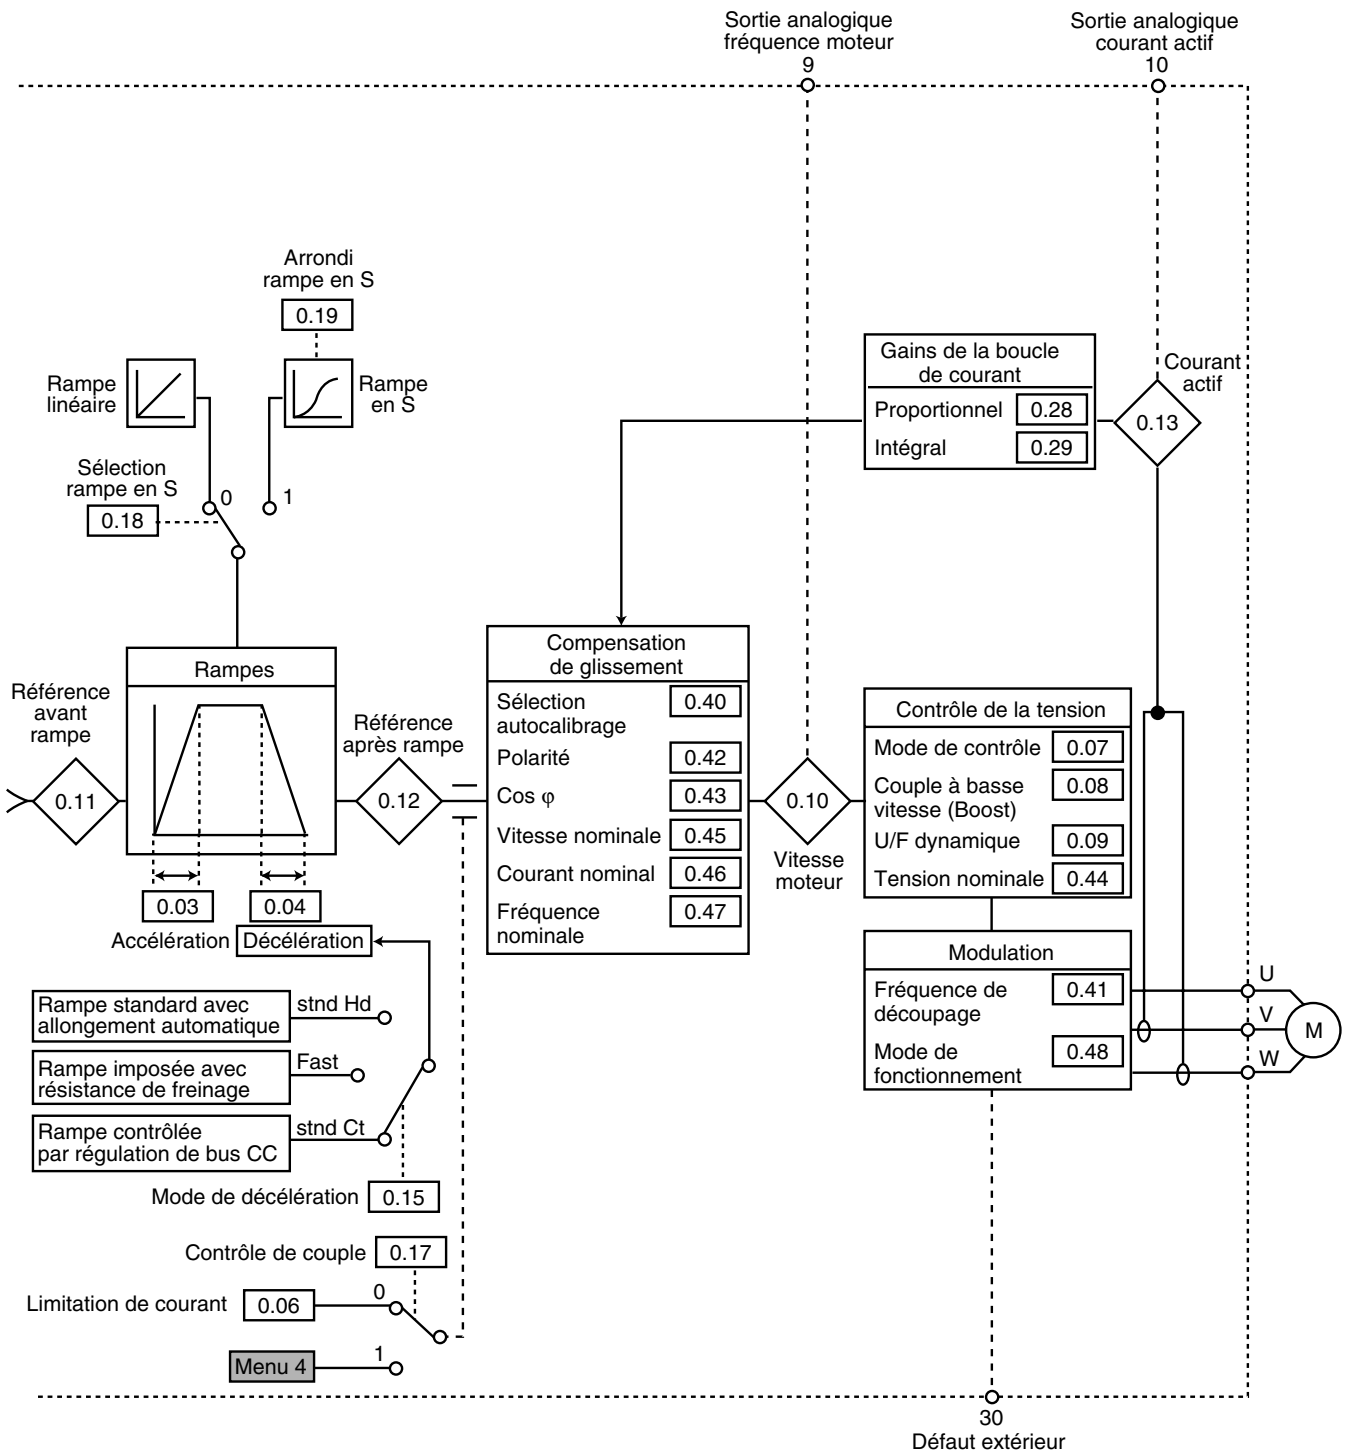 Sortie analogique
fréquence moteur
9
Sortie analogique
courant actif
10
Arrondi
rampe en S
0.19
Rampe
linéaire
Rampe
en S
Sélection
rampe en S
0.18
0
1
Gains de la boucle
de courant
Proportionnel 0.28
Intégral 0.29
Courant
actif
0.13
Rampes
Référence
avant
rampe
0.11
Référence
après rampe
0.12
0.03
0.04
Accélération
Décélération
Compensation
de glissement
Sélection
autocalibrage
0.40
Polarité 0.42
Cos φ 0.43
Vitesse nominale 0.45
Courant nominal 0.46
Fréquence
nominale
0.47
0.10
Vitesse
moteur
Contrôle de la tension
Mode de contrôle 0.07
Couple à basse
vitesse (Boost)
0.08
U/F dynamique 0.09
Tension nominale 0.44
Modulation
Fréquence de
découpage
0.41
Mode de
fonctionnement
0.48
U
V
W
M
Rampe standard avec
allongement automatique
stnd Hd
Rampe imposée avec
résistance de freinage
Fast
Rampe contrôlée
par régulation de bus CC
stnd Ct
Mode de décélération 0.15
Contrôle de couple 0.17
Limitation de courant 0.06
0
Menu 4
1
30
Défaut extérieur